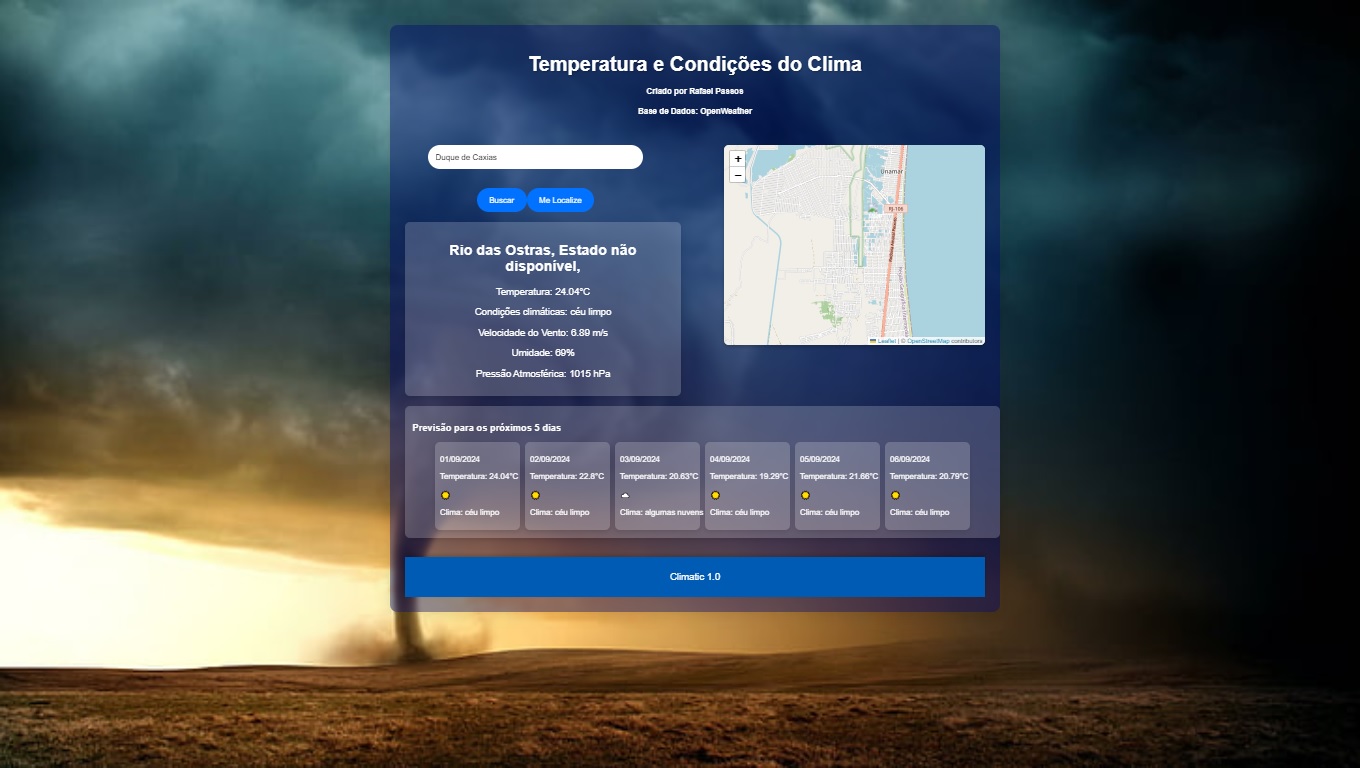 Temperatura e Condições do Clima
Criado por Rafael Passos
Base de Dados: OpenWeather
Duque de Caxias
Buscar
Me Localize
+
−
Unamar
RJ-106
Leaflet | © OpenStreetMap contributors
Rio das Ostras, Estado não
disponível,
Temperatura: 24.04°C
Condições climáticas: céu limpo
Velocidade do Vento: 6.89 m/s
Umidade: 69%
Pressão Atmosférica: 1015 hPa
Previsão para os próximos 5 dias
01/09/2024
Temperatura: 24.04°C
Clima: céu limpo
02/09/2024
Temperatura: 22.8°C
Clima: céu limpo
03/09/2024
Temperatura: 20.63°C
Clima: algumas nuvens
04/09/2024
Temperatura: 19.29°C
Clima: céu limpo
05/09/2024
Temperatura: 21.66°C
Clima: céu limpo
06/09/2024
Temperatura: 20.79°C
Clima: céu limpo
Climatic 1.0